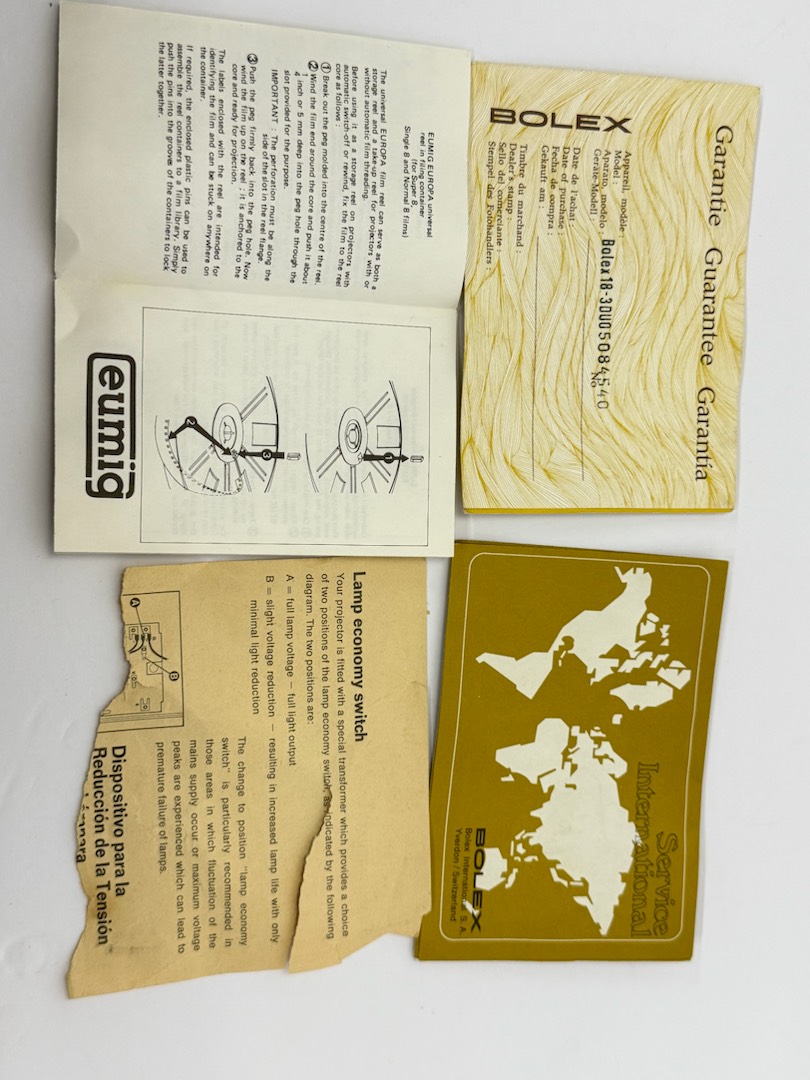 Garantie Guarantee Garantía
BOLEX
Appareil, modèle :
Model :
Aparato, modelo :
Geräte-Modell :
Bolex18-3DU05084540
No
Date de l'achat :
Date of purchase :
Fecha de compra :
Gekauft am :
Timbre du marchand :
Dealer's stamp :
Sello del comerciante :
Stempel des Fotohändlers :
EUMIG EUROPA universal
reel in film container
(for Super 8,
Single 8 and Normal 8 films)
The universal EUROPA film reel can serve as both a
storage reel and a take-up reel for projectors with or
without automatic film threading.
Before using it as a storage reel on projectors with
automatic switch-off or rewind, fix the film to the reel
core as follows :
① Break out the peg molded into the centre of the reel.
② Wind the film end around the core and push it about
1/4 inch or 5 mm deep into the peg hole through the
slot provided for the purpose.
IMPORTANT : The perforation must be along the
side of the slot in the reel flange.
③ Push the peg firmly back into the peg hole. Now
wind the film up on the reel ; it is anchored to the
core and ready for projection.
The labels enclosed with the reel are intended for
identifying the film and can be stuck on anywhere on
the container.
If required, the enclosed plastic pins can be used to
assemble the reel containers to a film library. Simply
push the pins into the grooves of the containers to lock
the latter together.
1
2
3
eumig
Service
International
BOLEX
Bolex International S. A.
Yverdon / Switzerland
Lamp economy switch
Your projector is fitted with a special transformer which provides a choice
of two positions of the lamp economy switch, as indicated by the following
diagram. The two positions are:
A = full lamp voltage – full light output
B = slight voltage reduction – resulting in increased lamp life with only
minimal light reduction
The change to position "lamp economy
switch" is particularly recommended in
those areas in which fluctuation of the
mains supply occur or maximum voltage
peaks are experienced which can lead to
premature failure of lamps.
A
B
Dispositivo para la
Reducción de la Tensión